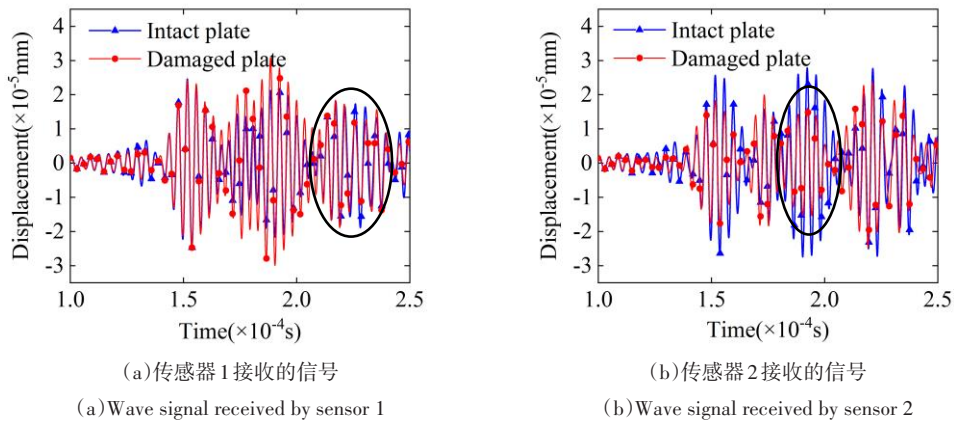 4
3
2
1
0
-1
-2
-3
Displacement(×10⁻⁵mm)
Intact plate
Damaged plate
1.0 1.5 2.0 2.5
Time(×10⁻⁴s)
(a)传感器1接收的信号
(a)Wave signal received by sensor 1
4
3
2
1
0
-1
-2
-3
Displacement(×10⁻⁵mm)
Intact plate
Damaged plate
1.0 1.5 2.0 2.5
Time(×10⁻⁴s)
(b)传感器2接收的信号
(b)Wave signal received by sensor 2